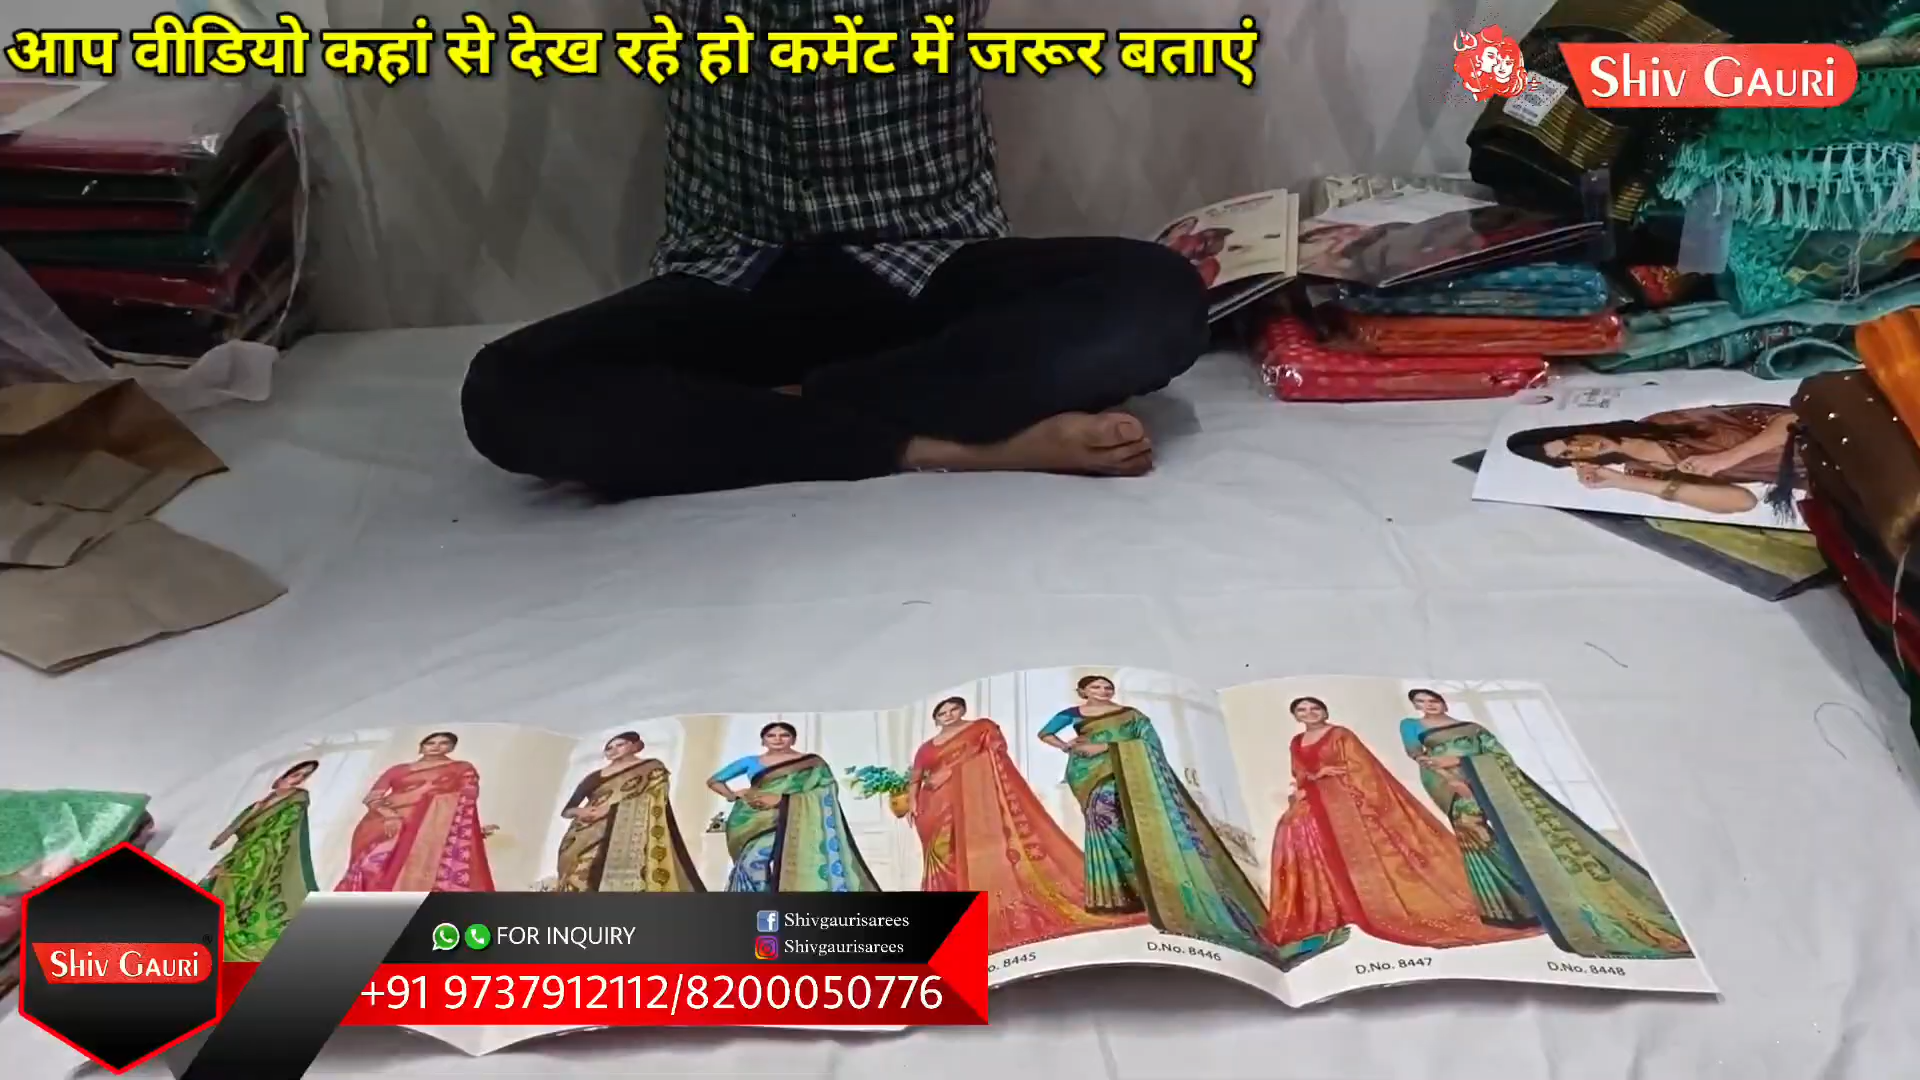 आप वीडियो कहां से देख रहे हो कमेंट में जरूर बताएं
SHIV GAURI
D.No. 8446
D.No. 8447
D.No. 8448
8445
SHIV GAURI
FOR INQUIRY
Shivgaurisarees
Shivgaurisarees
+91 9737912112/8200050776